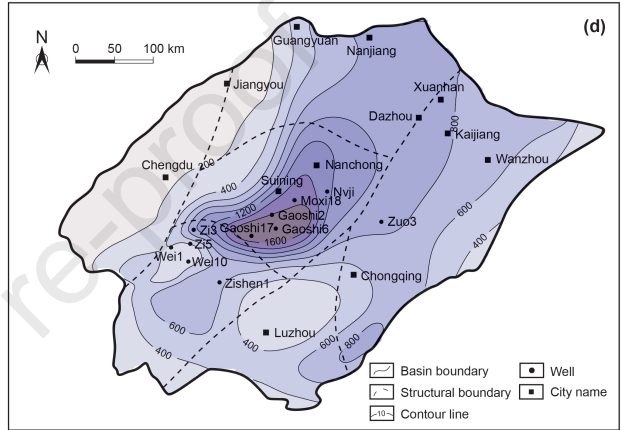 (d)
N
0 50 100 km
Guangyuan
Nanjiang
Jiangyou
Xuanhan
Dazhou
800
Kaijiang
Wanzhou
Chengdu
200
400
Nanchong
Suining
Nvji
Moxi18
1200
Gaoshi2
600
Zi3
Gaoshi17
Gaoshi6
Zuo3
1600
400
Zi5
Wei1
Wei10
Zishen1
Chongqing
600
Luzhou
400
600
800
400
400
Basin boundary
Well
Structural boundary
City name
10
Contour line
re-proof